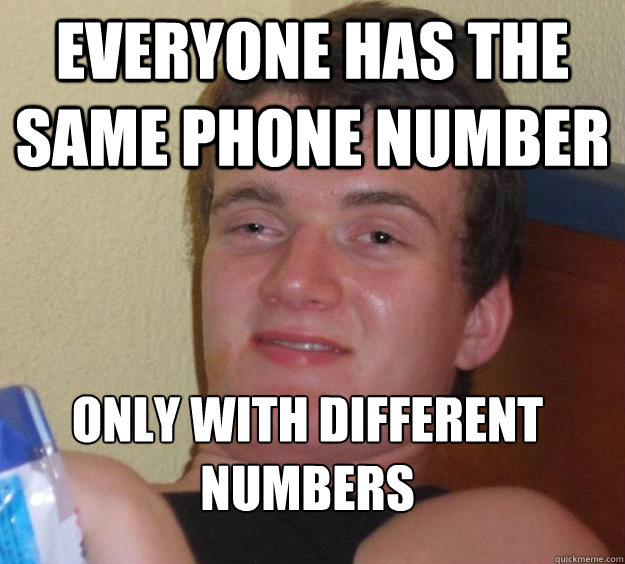 EVERYONE HAS THE
SAME PHONE NUMBER
ONLY WITH DIFFERENT
NUMBERS
quickmeme.com